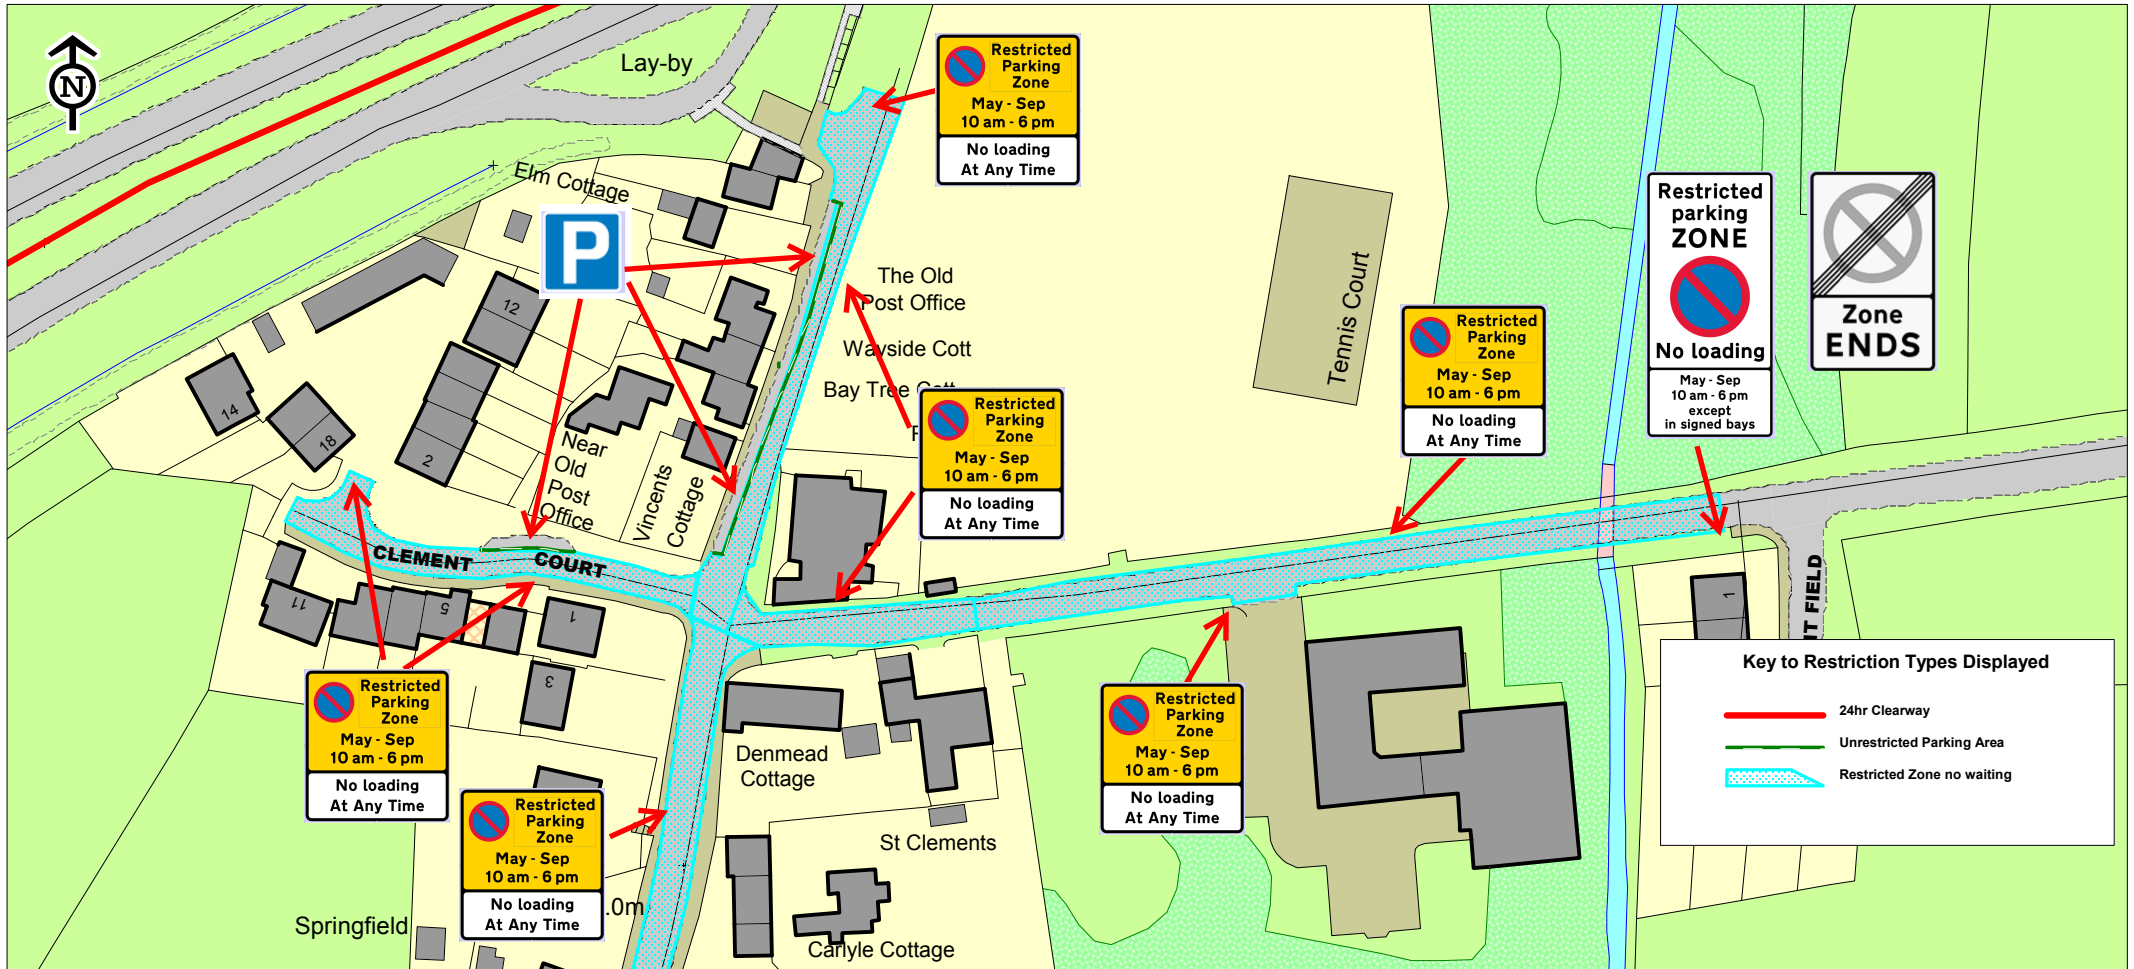 N
Lay-by
Restricted
Parking
Zone
May - Sep
10 am - 6 pm
No loading
At Any Time
Elm Cottage
P
The Old
Post Office
Wayside Cott
Bay Tree Cott
Tennis Court
Restricted
parking
ZONE
No loading
May - Sep
10 am - 6 pm
except
in signed bays
Zone
ENDS
Restricted
Parking
Zone
May - Sep
10 am - 6 pm
No loading
At Any Time
Restricted
Parking
Zone
May - Sep
10 am - 6 pm
No loading
At Any Time
12
14
18
2
Near
Old
Post
Office
Vincents
Cottage
CLEMENT COURT
11
5
1
3
1
Restricted
Parking
Zone
May - Sep
10 am - 6 pm
No loading
At Any Time
Restricted
Parking
Zone
May - Sep
10 am - 6 pm
No loading
At Any Time
Restricted
Parking
Zone
May - Sep
10 am - 6 pm
No loading
At Any Time
Denmead
Cottage
St Clements
Carlyle Cottage
Springfield
.0m
IT FIELD
Key to Restriction Types Displayed
24hr Clearway
Unrestricted Parking Area
Restricted Zone no waiting